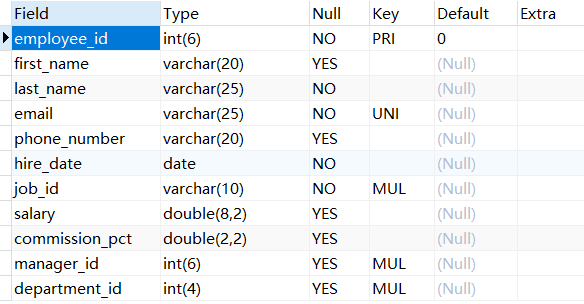 Field Type Null Key Default Extra
employee_id int(6) NO PRI 0
first_name varchar(20) YES (Null)
last_name varchar(25) NO (Null)
email varchar(25) NO UNI (Null)
phone_number varchar(20) YES (Null)
hire_date date NO (Null)
job_id varchar(10) NO MUL (Null)
salary double(8,2) YES (Null)
commission_pct double(2,2) YES (Null)
manager_id int(6) YES MUL (Null)
department_id int(4) YES MUL (Null)